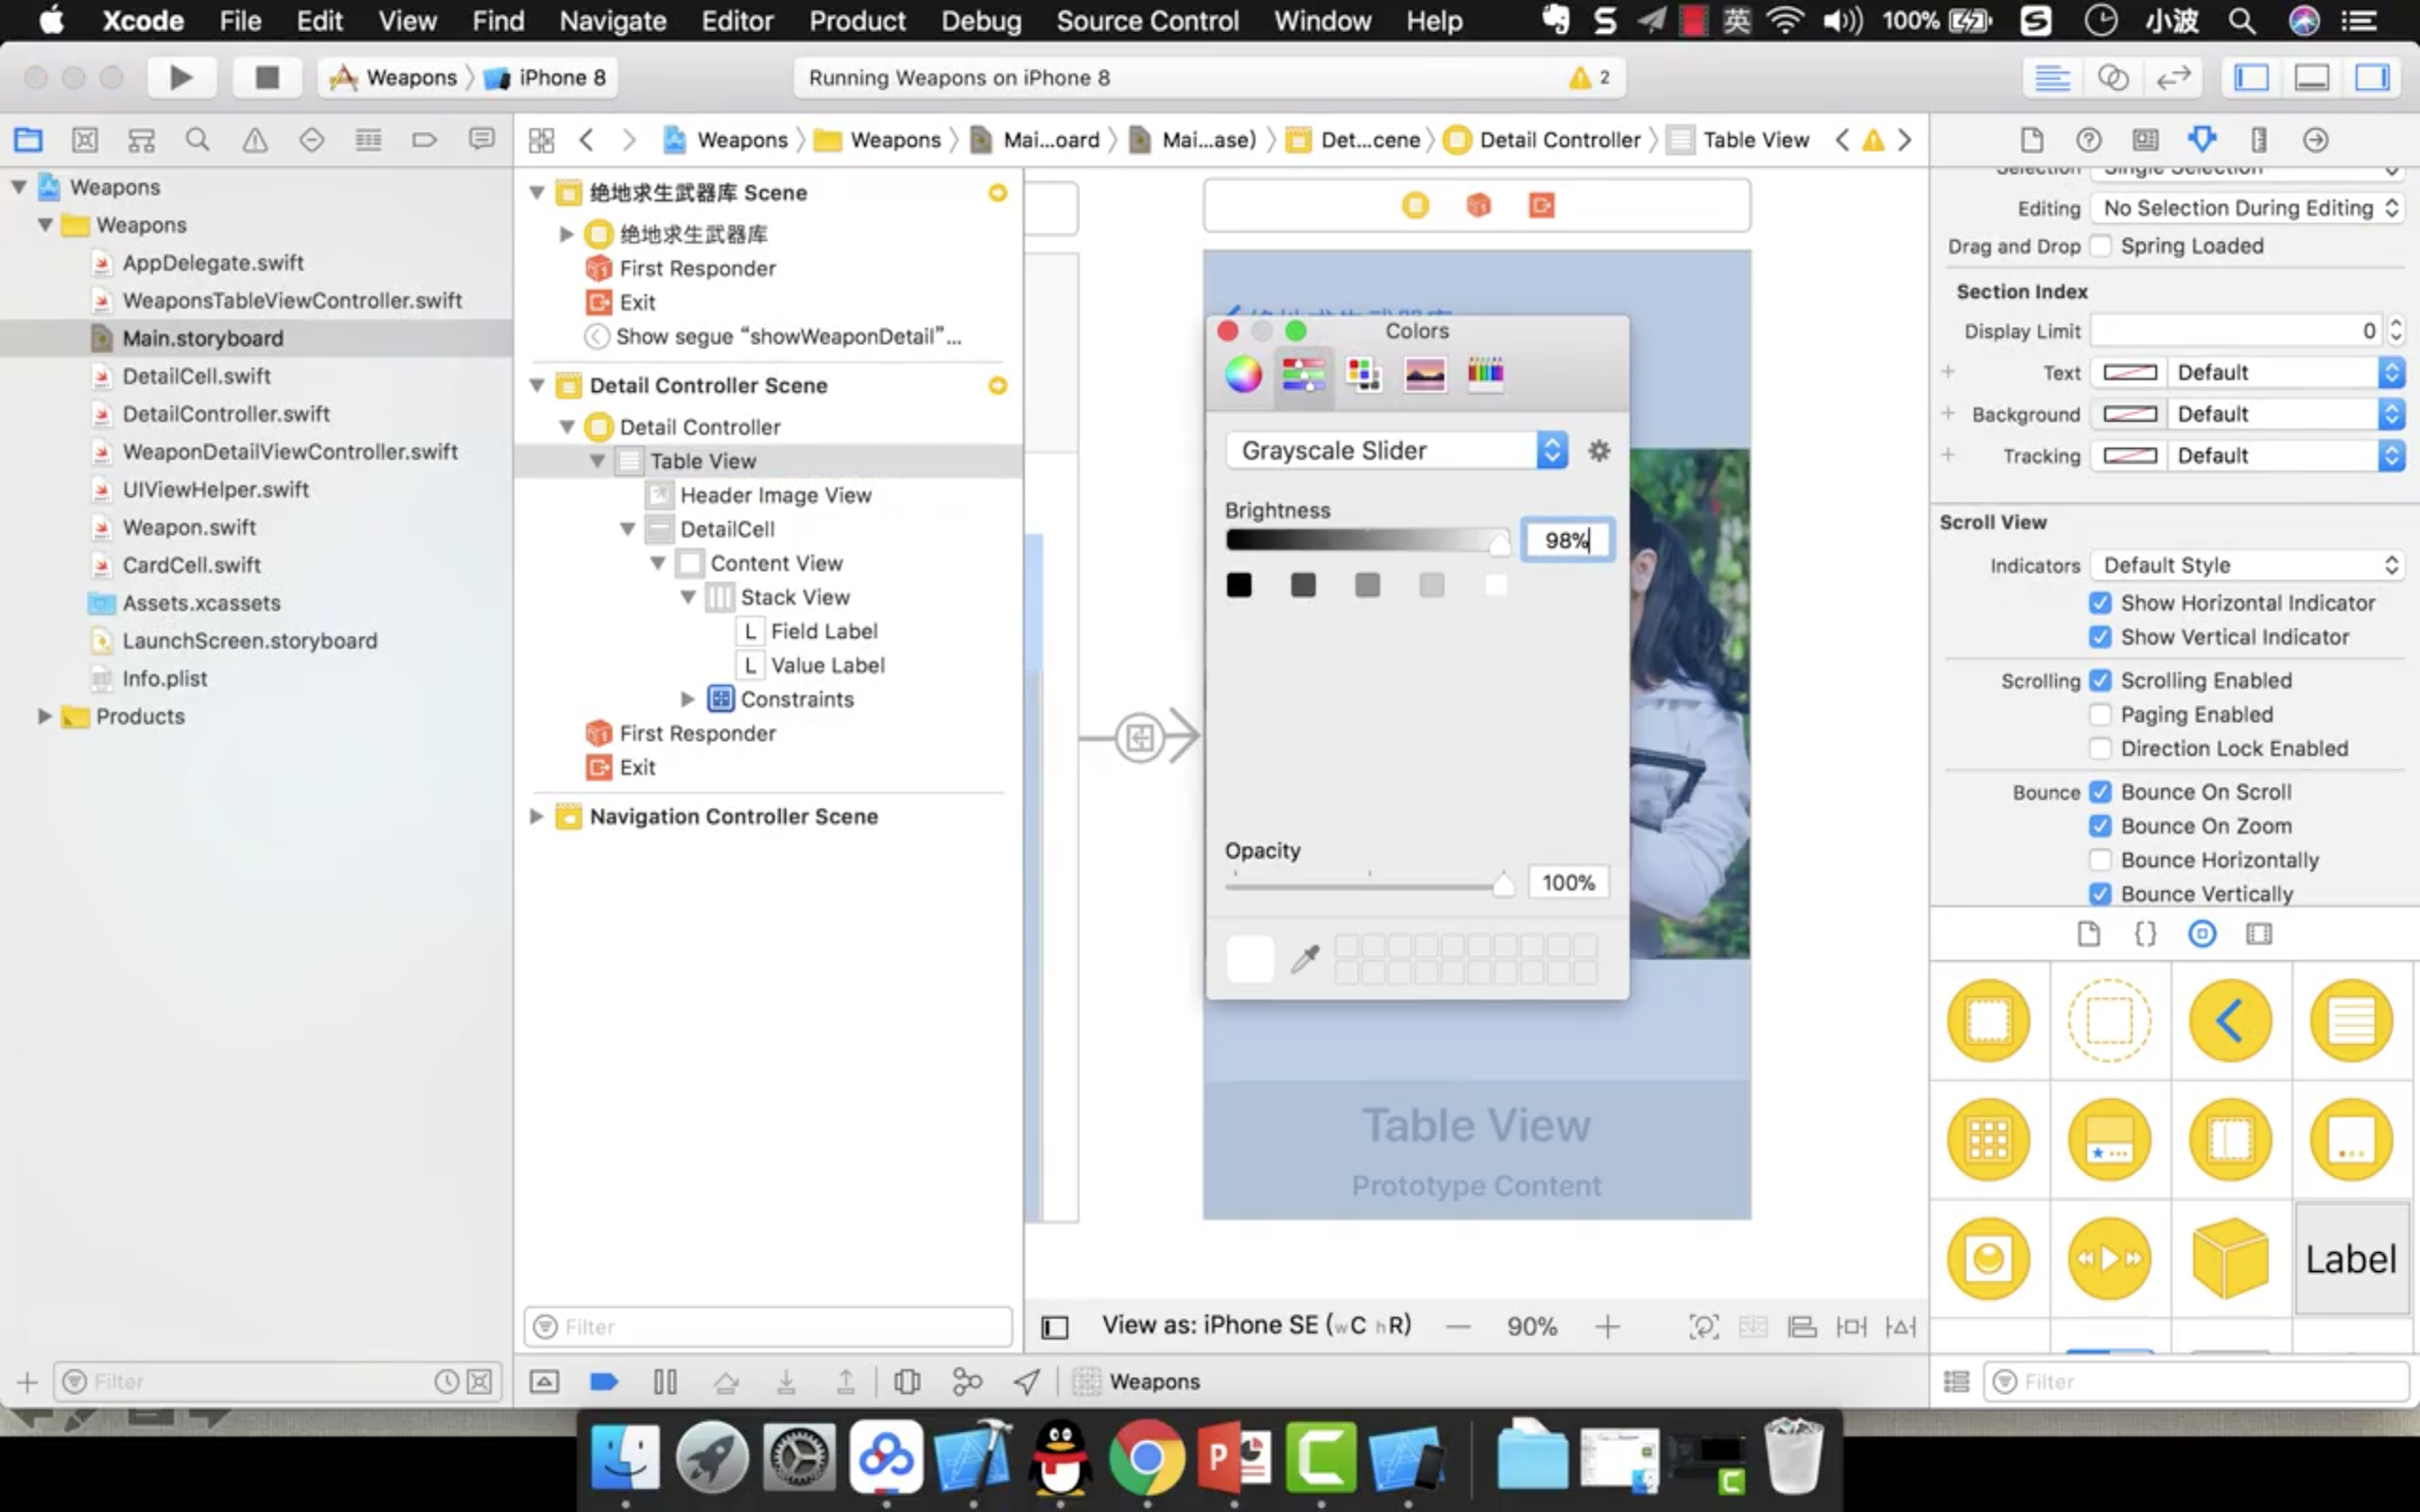 Xcode File Edit View Find Navigate Editor Product Debug Source Control Window Help 英 100% 小波
Weapons iPhone 8
Running Weapons on iPhone 8
2
Weapons Weapons Mai...oard Mai...ase) Det...cene Detail Controller Table View
Weapons
Weapons
AppDelegate.swift
WeaponsTableViewController.swift
Main.storyboard
DetailCell.swift
DetailController.swift
WeaponDetailViewController.swift
UIViewHelper.swift
Weapon.swift
CardCell.swift
Assets.xcassets
LaunchScreen.storyboard
Info.plist
Products
Filter
绝地求生武器库 Scene
绝地求生武器库
First Responder
Exit
Show segue “showWeaponDetail”...
Detail Controller Scene
Detail Controller
Table View
Header Image View
DetailCell
Content View
Stack View
L Field Label
L Value Label
Constraints
First Responder
Exit
Navigation Controller Scene
Filter
Colors
Grayscale Slider
Brightness
98%
Opacity
100%
Table View
Prototype Content
View as: iPhone SE (wC hR)
90%
Weapons
Selection Single Selection
Editing No Selection During Editing
Drag and Drop Spring Loaded
Section Index
Display Limit 0
Text Default
Background Default
Tracking Default
Scroll View
Indicators Default Style
Show Horizontal Indicator
Show Vertical Indicator
Scrolling Scrolling Enabled
Paging Enabled
Direction Lock Enabled
Bounce Bounce On Scroll
Bounce On Zoom
Bounce Horizontally
Bounce Vertically
Label
Filter